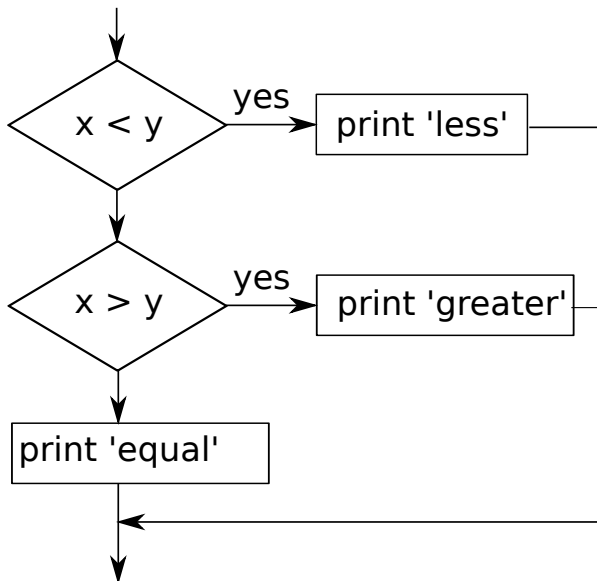 yes
x < y
print 'less'
yes
x > y
print 'greater'
print 'equal'